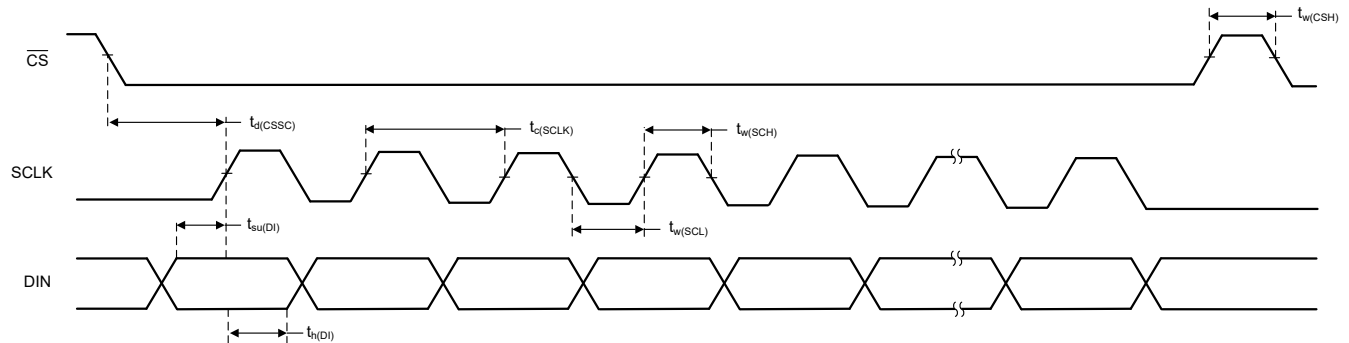 t_w(CSH)
CS
t_d(CSSC)
t_c(SCLK)
t_w(SCH)
SCLK
t_su(DI)
t_w(SCL)
DIN
t_h(DI)